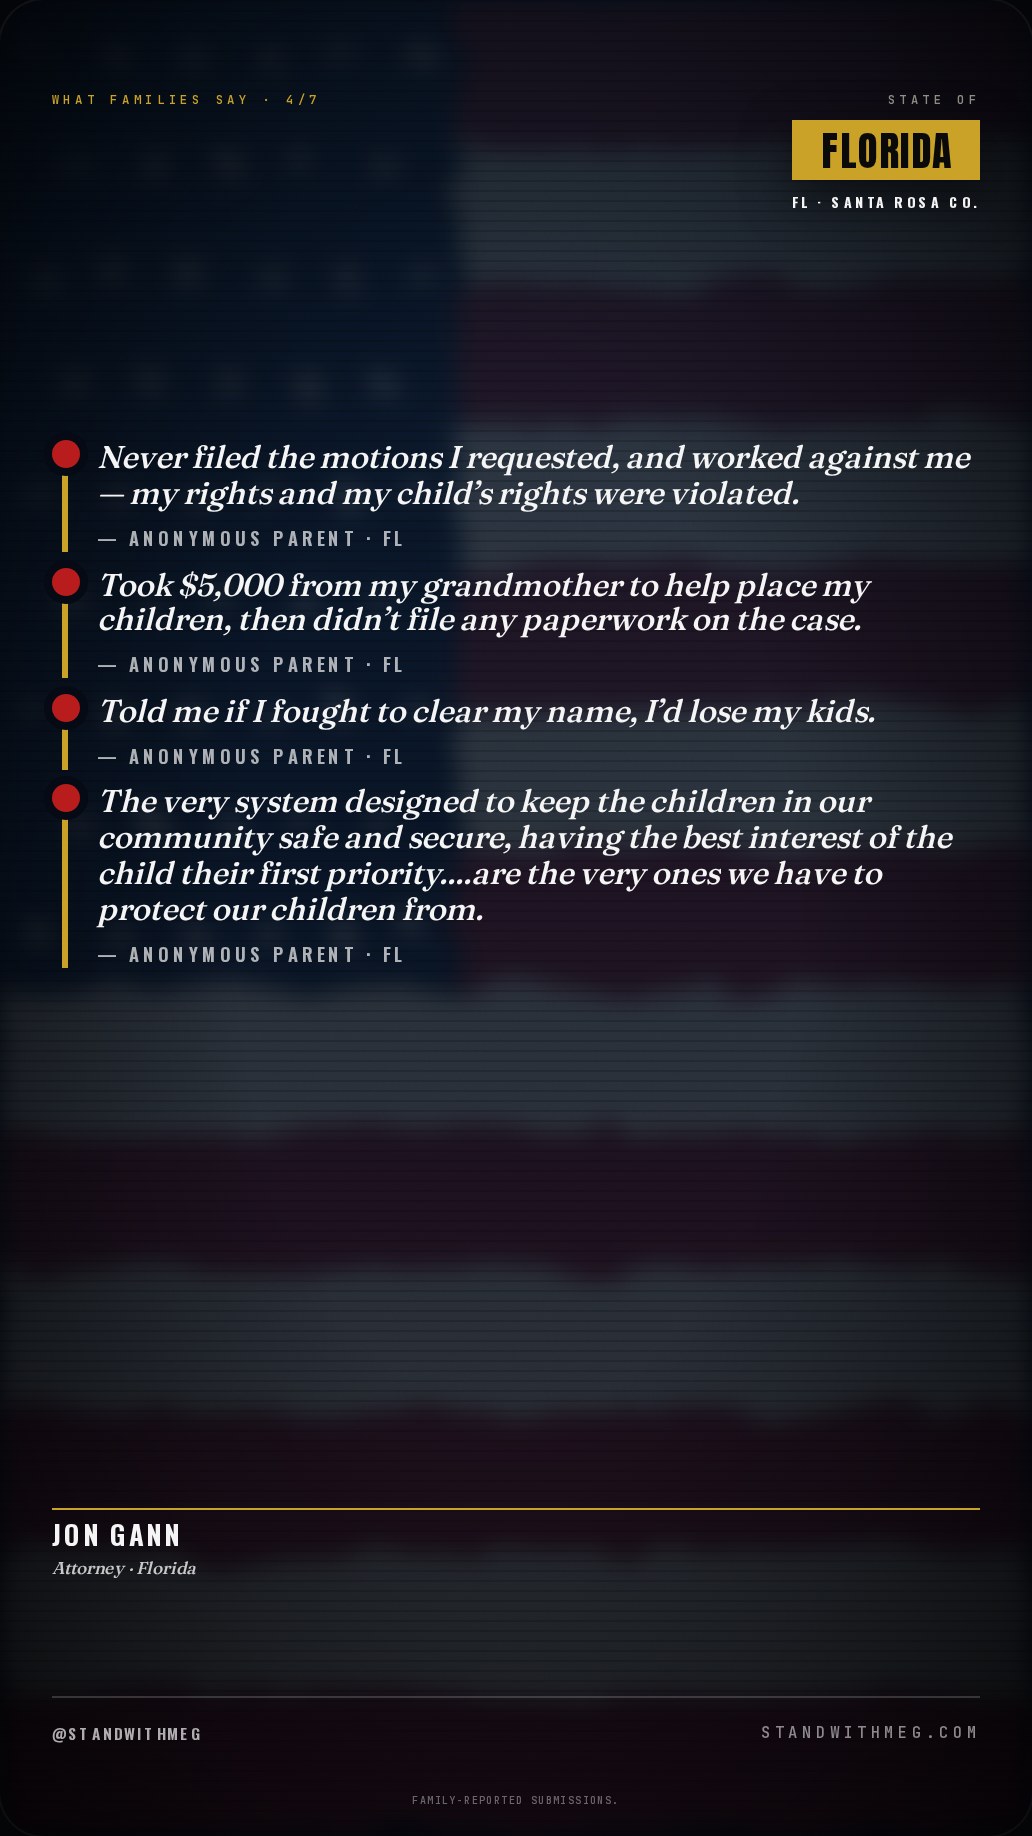 WHAT FAMILIES SAY · 4/7
STATE OF
FLORIDA
FL · SANTA ROSA CO.
Never filed the motions I requested, and worked against me
— my rights and my child’s rights were violated.
— ANONYMOUS PARENT · FL
Took $5,000 from my grandmother to help place my
children, then didn’t file any paperwork on the case.
— ANONYMOUS PARENT · FL
Told me if I fought to clear my name, I’d lose my kids.
— ANONYMOUS PARENT · FL
The very system designed to keep the children in our
community safe and secure, having the best interest of the
child their first priority....are the very ones we have to
protect our children from.
— ANONYMOUS PARENT · FL
JON GANN
Attorney · Florida
@STANDWITHMEG
STANDWITHMEG.COM
FAMILY-REPORTED SUBMISSIONS.